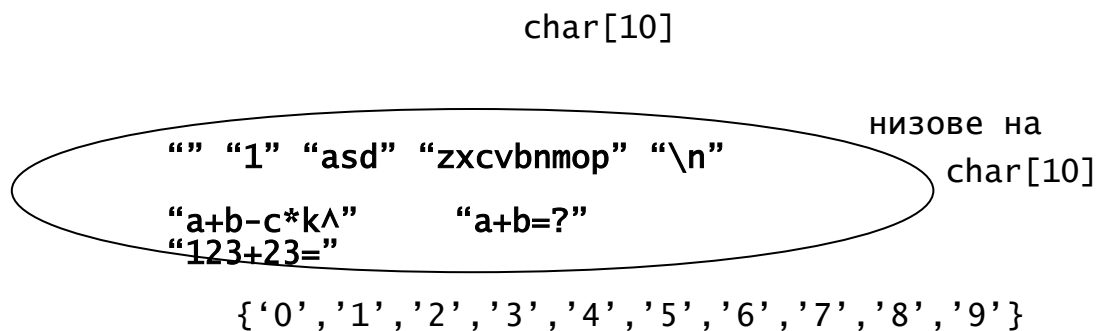 char[10]
низове на
“” “1” “asd” “zxcvbnmop” “\n”
char[10]
“a+b-c*k^” “a+b=?”
“123+23=”
{‘0’,’1’,’2’,’3’,’4’,’5’,’6’,’7’,’8’,’9’}